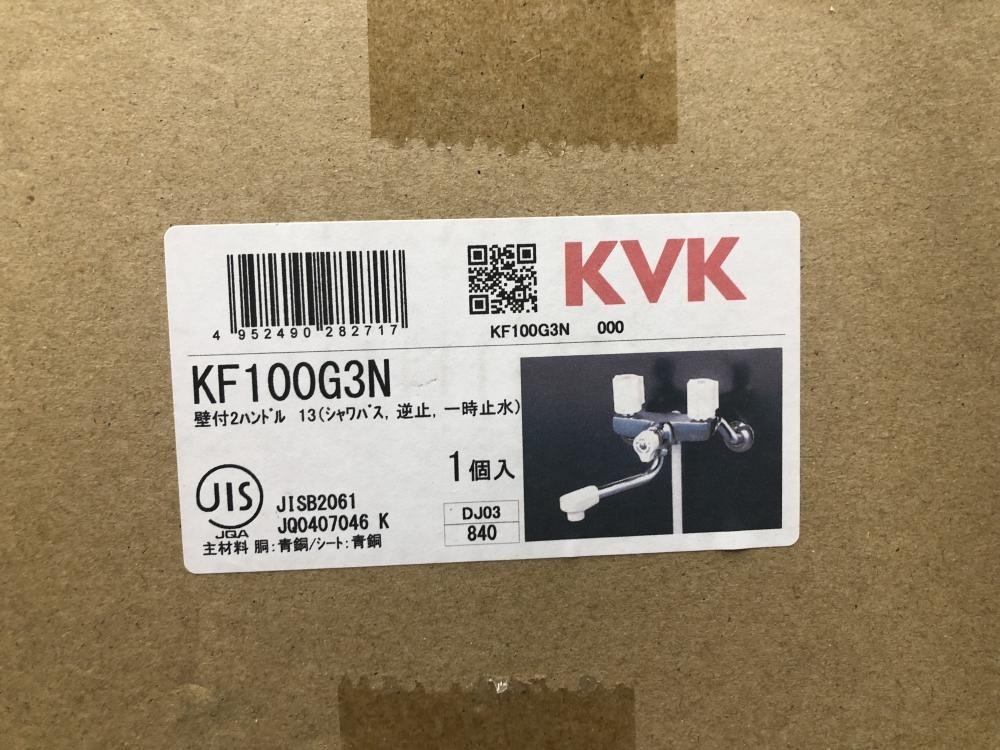 KVK
4 952490 282717
KF100G3N 000
KF100G3N
壁付2ハンドル 13(シャワバス, 逆止, 一時止水)
1個入
JIS
JQA
JISB2061
JQ0407046 K
DJ03
840
主材料 胴:青銅/シート:青銅